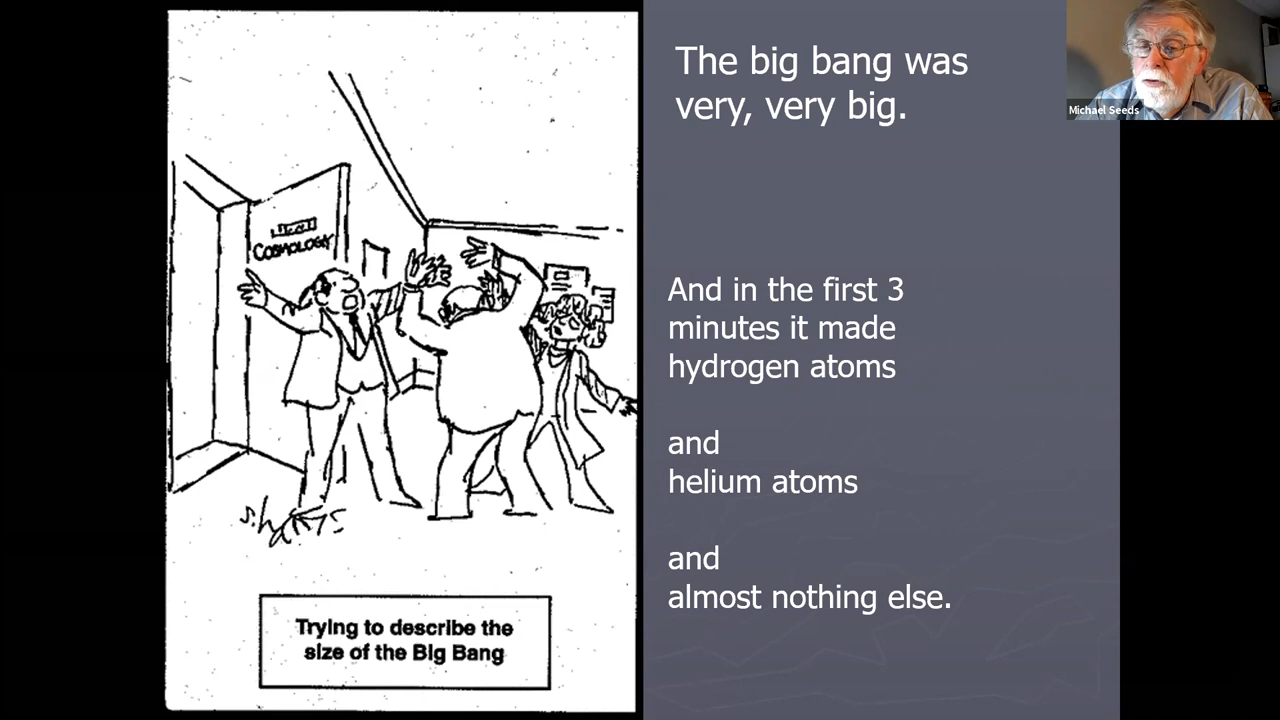 COSMOLOGY
s.harris
Trying to describe the
size of the Big Bang
The big bang was
very, very big.
And in the first 3
minutes it made
hydrogen atoms
and
helium atoms
and
almost nothing else.
Michael Seeds